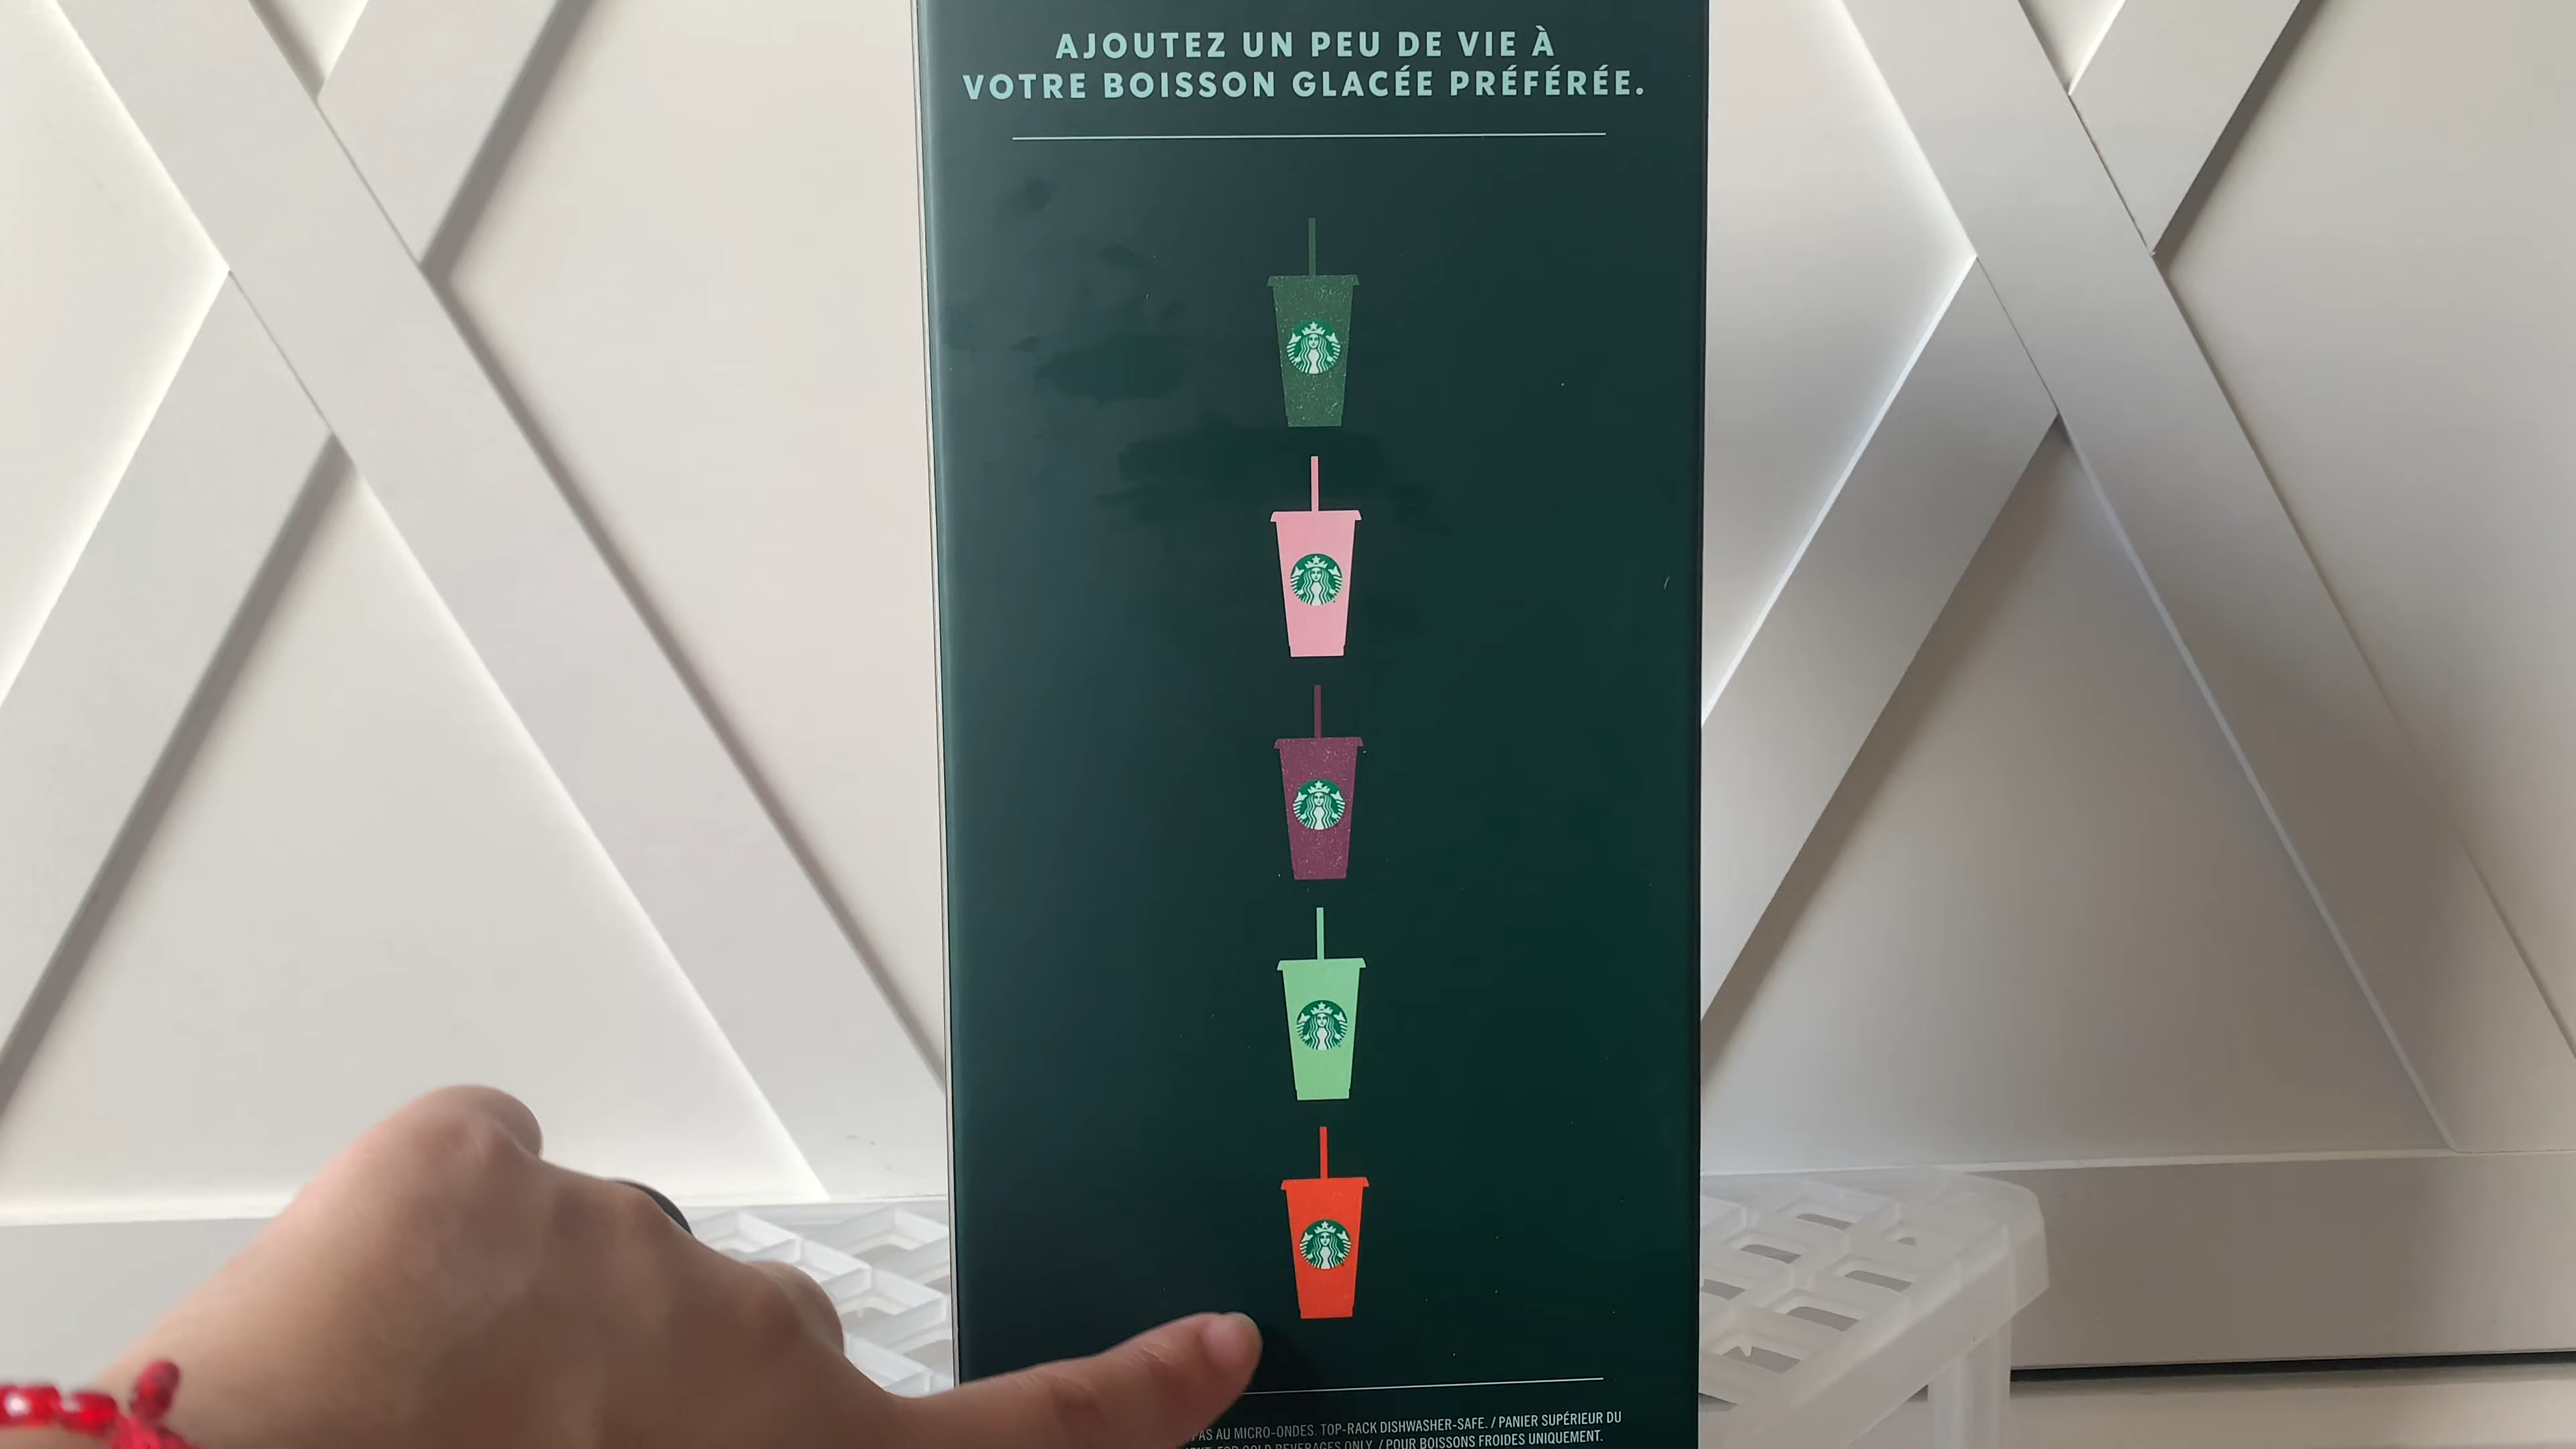 AJOUTEZ UN PEU DE VIE À
VOTRE BOISSON GLACÉE PRÉFÉRÉE.
PAS AU MICRO-ONDES. TOP-RACK DISHWASHER-SAFE. / PANIER SUPÉRIEUR DU
FOR COLD BEVERAGES ONLY. / POUR BOISSONS FROIDES UNIQUEMENT.